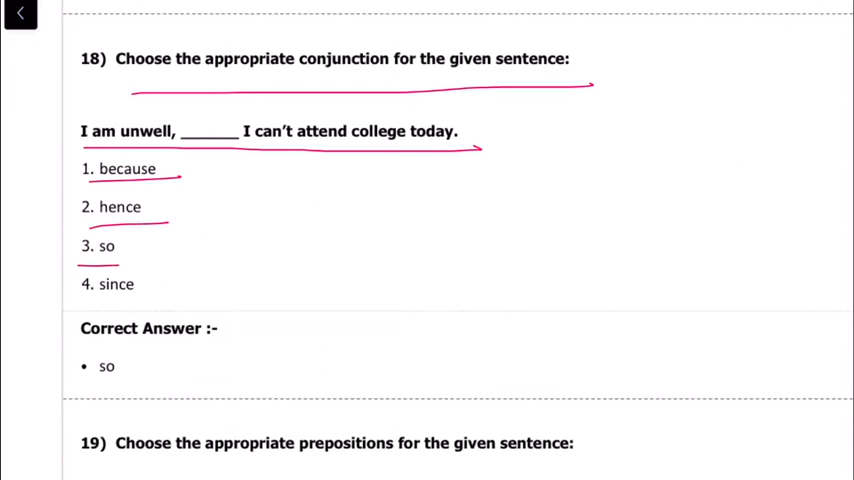 18) Choose the appropriate conjunction for the given sentence:
I am unwell, ______ I can't attend college today.
1. because
2. hence
3. so
4. since
Correct Answer :-
• so
19) Choose the appropriate prepositions for the given sentence: